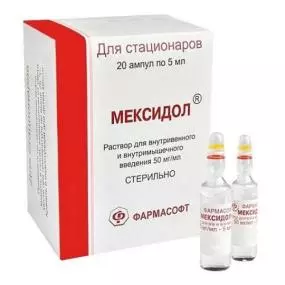 Для стационаров
20 ампул по 5 мл
МЕКСИДОЛ®
Раствор для внутривенного
и внутримышечного
введения 50 мг/мл
СТЕРИЛЬНО
ФАРМАСОФТ
ФАРМАСОФТ
МЕКСИДОЛ